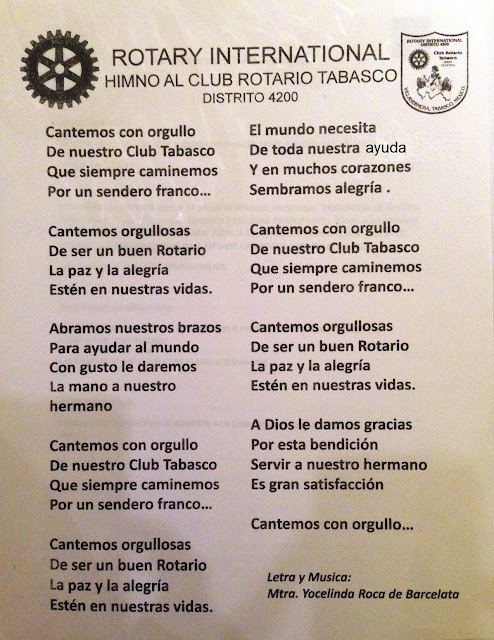 ROTARY INTERNATIONAL
HIMNO AL CLUB ROTARIO TABASCO
DISTRITO 4200
ROTARY INTERNATIONAL
DISTRITO 4200
Club Rotario
Tabasco
VILLAHERMOSA, TABASCO, MEXICO.
Cantemos con orgullo
De nuestro Club Tabasco
Que siempre caminemos
Por un sendero franco...
Cantemos orgullosas
De ser un buen Rotario
La paz y la alegría
Estén en nuestras vidas.
Abramos nuestros brazos
Para ayudar al mundo
Con gusto le daremos
La mano a nuestro
hermano
Cantemos con orgullo
De nuestro Club Tabasco
Que siempre caminemos
Por un sendero franco...
Cantemos orgullosas
De ser un buen Rotario
La paz y la alegría
Estén en nuestras vidas.
El mundo necesita
De toda nuestra ayuda
Y en muchos corazones
Sembramos alegría .
Cantemos con orgullo
De nuestro Club Tabasco
Que siempre caminemos
Por un sendero franco...
Cantemos orgullosas
De ser un buen Rotario
La paz y la alegría
Estén en nuestras vidas.
A Dios le damos gracias
Por esta bendición
Servir a nuestro hermano
Es gran satisfacción
Cantemos con orgullo...
Letra y Musica:
Mtra. Yocelinda Roca de Barcelata